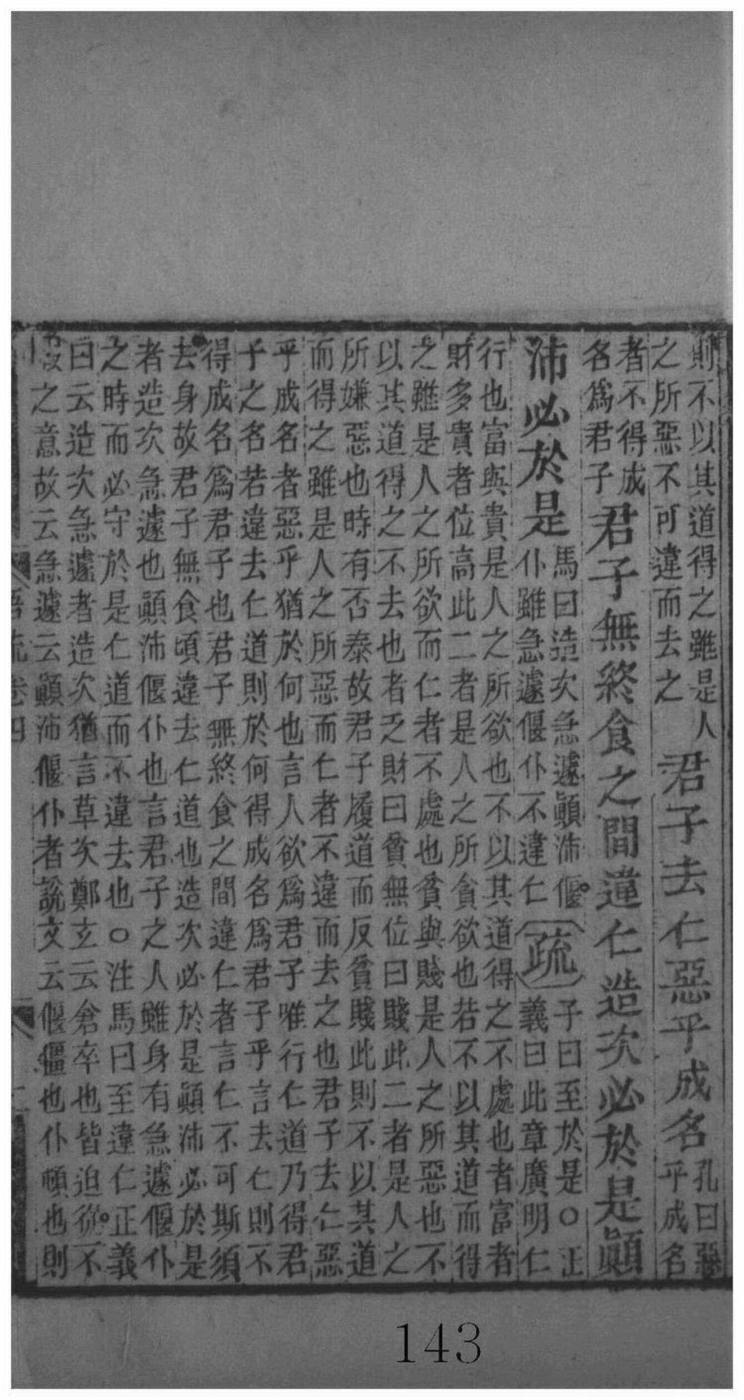 則不以其道得之雖是人
之所惡不可違而去之
君子去仁惡乎成名
孔曰惡
乎成名
者不得成
名爲君子
君子無終食之間違仁造次必於是顚
沛必於是
馬曰造次急遽顚沛偃
仆雖急遽偃仆不違仁
疏
子曰至於是○正
義曰此章廣明仁
行也富與貴是人之所欲也不以其道得之不處也者富者
財多貴者位高此二者是人之所貪欲也若不以其道而得
之雖是人之所欲而仁者不處也貧與賤是人之所惡也不
以其道得之不去也者乏財曰貧無位曰賤此二者是人之
所嫌惡也時有否泰故君子履道而反貧賤此則不以其道
而得之雖是人之所惡而仁者不違而去之也君子去仁惡
乎成名者惡乎猶於何也言人欲爲君子唯行仁道乃得君
子之名若違去仁道則於何得成名爲君子乎言去仁則不
得成名爲君子也君子無終食之間違仁者言仁不可斯須
去身故君子無食頃違去仁道也造次必於是顚沛必於是
者造次急遽也顚沛偃仆也言君子之人雖身有急遽偃仆
之時而必守於是仁道而不違去也○注馬曰至違仁正義
曰云造次急遽者造次猶言草次鄭玄云倉卒也皆迫從不
之意故云急遽云顚沛偃仆者說文云偃僵也仆頓也則
語疏卷四
143